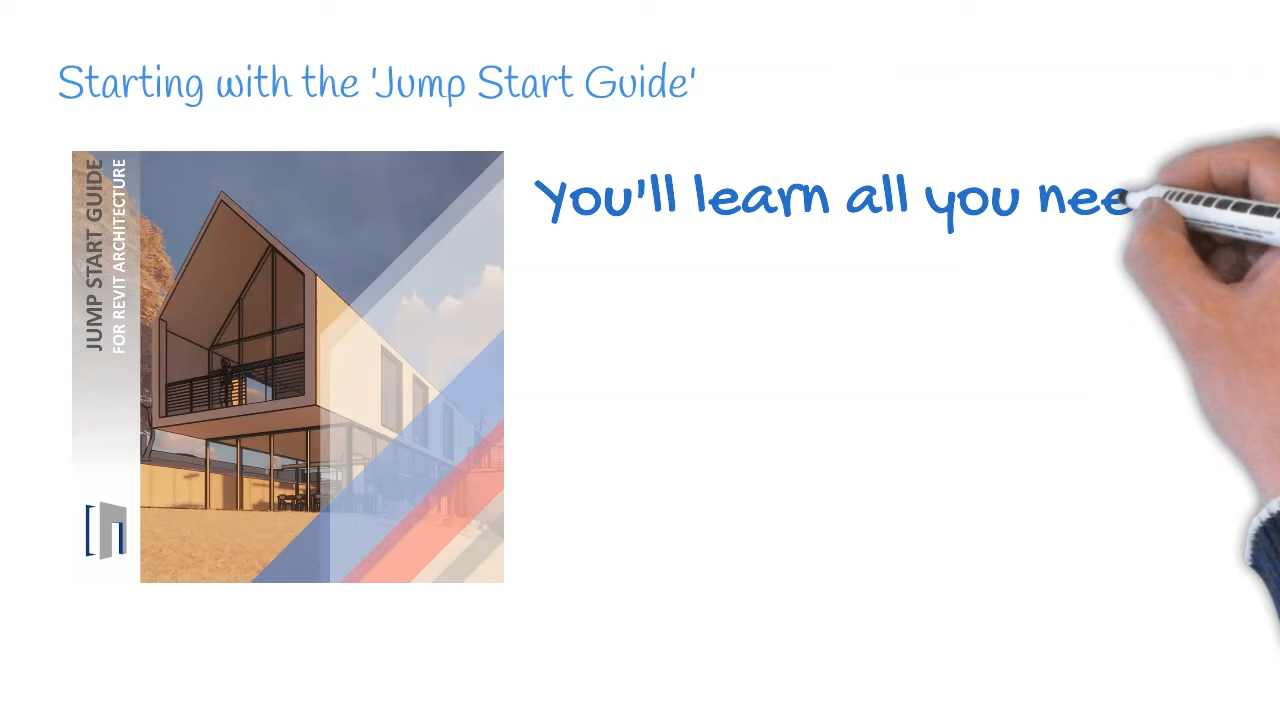 Starting with the 'Jump Start Guide'
JUMP START GUIDE
FOR REVIT ARCHITECTURE
You'll learn all you nee